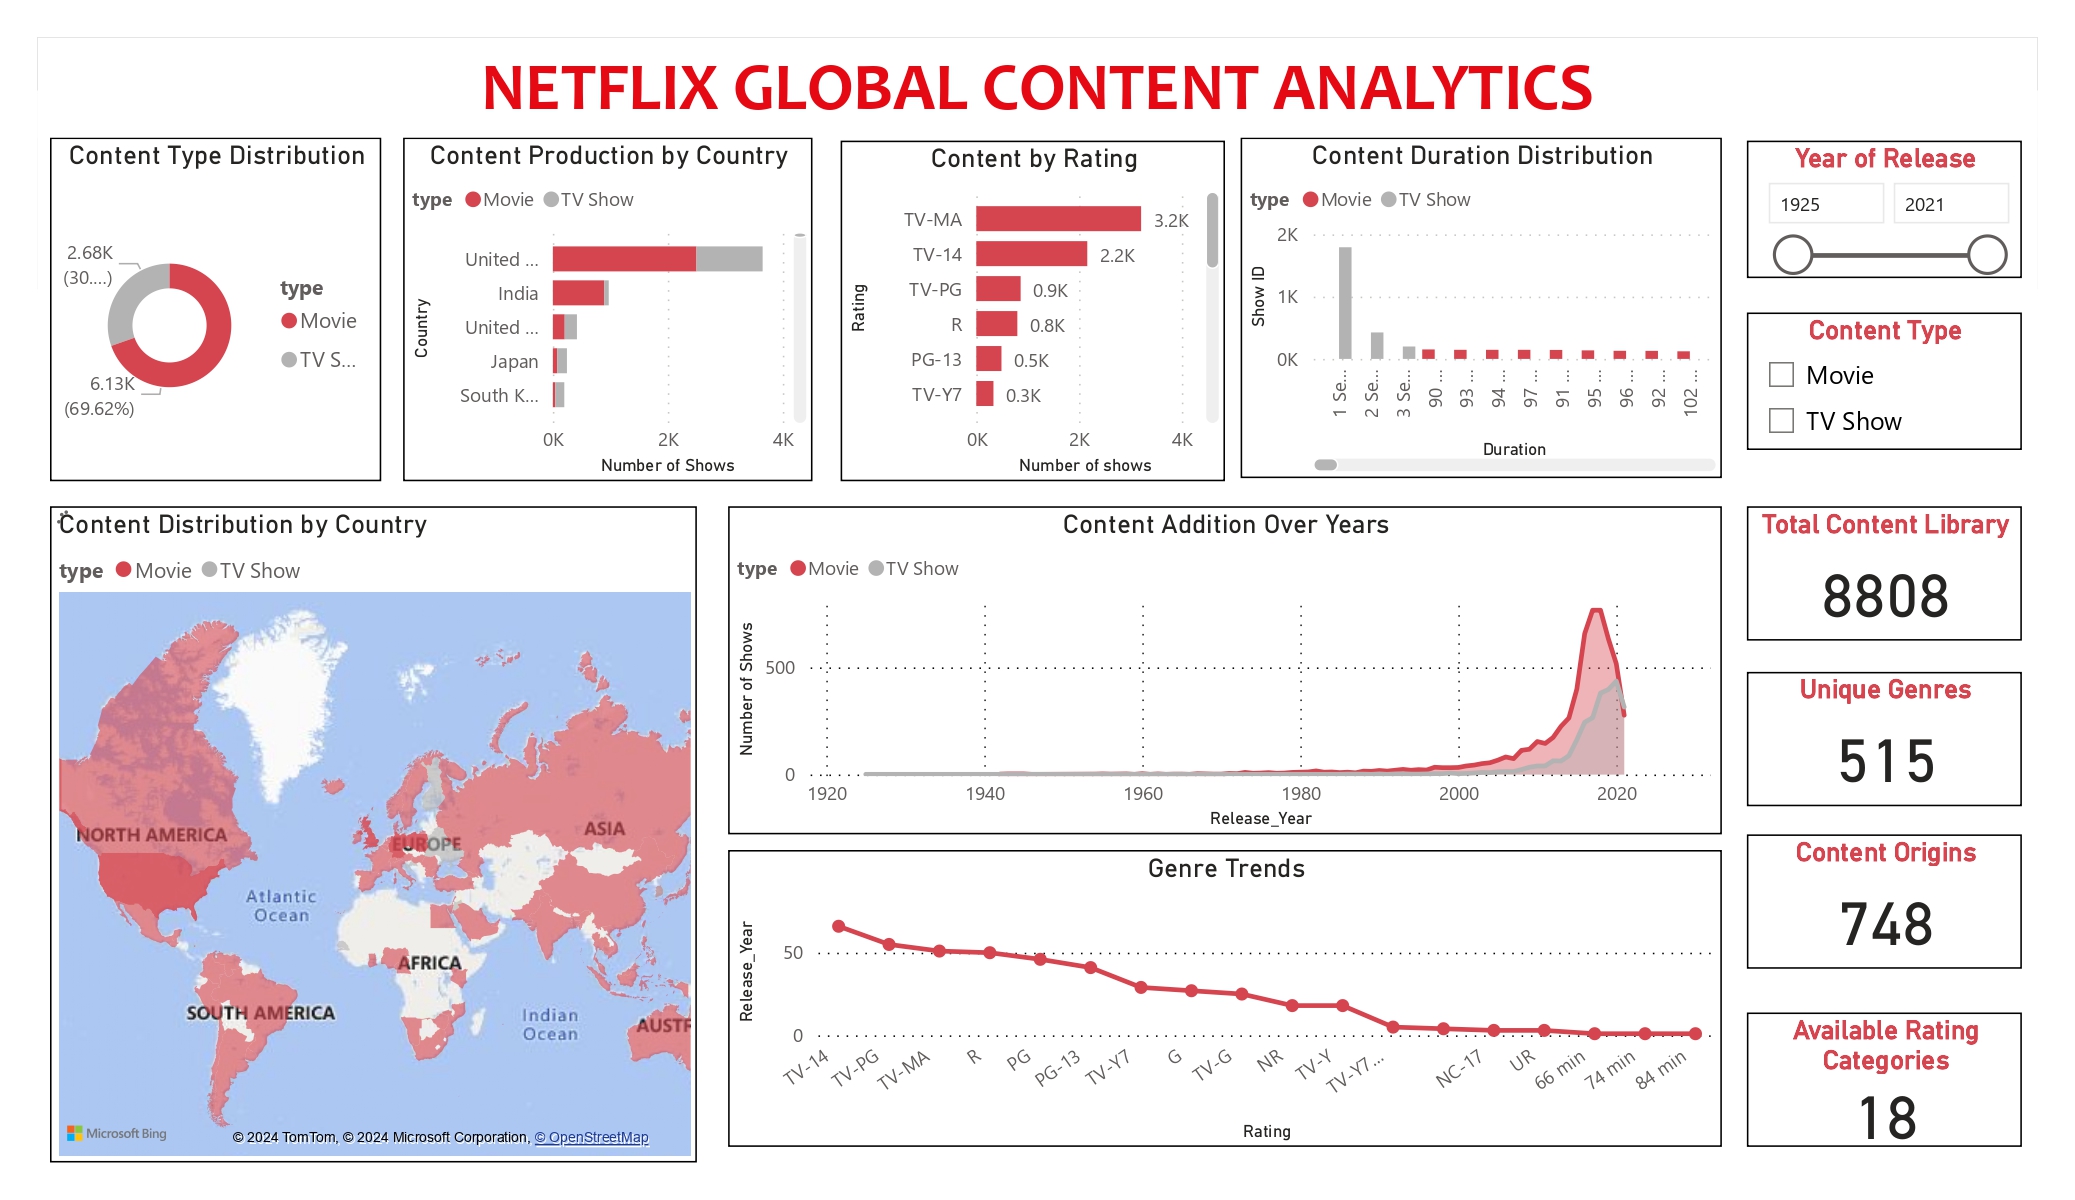 NETFLIX GLOBAL CONTENT ANALYTICS
Content Type Distribution
2.68K
(30....)
6.13K
(69.62%)
type
Movie
TV S...
Content Production by Country
type Movie TV Show
Country
United ...
India
United ...
Japan
South K...
0K 2K 4K
Number of Shows
Content by Rating
Rating
TV-MA 3.2K
TV-14 2.2K
TV-PG 0.9K
R 0.8K
PG-13 0.5K
TV-Y7 0.3K
0K 2K 4K
Number of shows
Content Duration Distribution
type Movie TV Show
Show ID
2K
1K
0K
1 Se... 2 Se... 3 Se... 90 ... 93 ... 94 ... 97 ... 91 ... 95 ... 96 ... 92 ... 102 ...
Duration
Year of Release
1925 2021
Content Type
Movie
TV Show
Content Distribution by Country
type Movie TV Show
NORTH AMERICA
EUROPE
ASIA
Atlantic
Ocean
AFRICA
SOUTH AMERICA
Indian
Ocean
AUSTR
Microsoft Bing
© 2024 TomTom, © 2024 Microsoft Corporation, © OpenStreetMap
Content Addition Over Years
type Movie TV Show
Number of Shows
500
0
1920 1940 1960 1980 2000 2020
Release_Year
Genre Trends
Release_Year
50
0
TV-14 TV-PG TV-MA R PG PG-13 TV-Y7 G TV-G NR TV-Y TV-Y7... NC-17 UR 66 min 74 min 84 min
Rating
Total Content Library
8808
Unique Genres
515
Content Origins
748
Available Rating
Categories
18